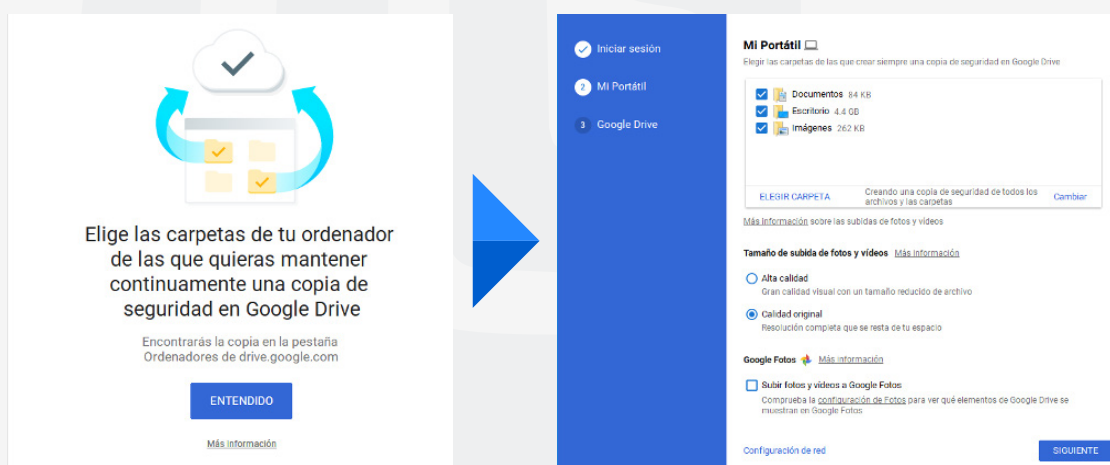 Elige las carpetas de tu ordenador
de las que quieras mantener
continuamente una copia de
seguridad en Google Drive
Encontrarás la copia en la pestaña
Ordenadores de drive.google.com
ENTENDIDO
Más información
Iniciar sesión
2 Mi Portátil
3 Google Drive
Mi Portátil
Elegir las carpetas de las que crear siempre una copia de seguridad en Google Drive
Documentos 84 KB
Escritorio 4.4 GB
Imágenes 262 KB
ELEGIR CARPETA
Creando una copia de seguridad de todos los
archivos y las carpetas
Cambiar
Más información sobre las subidas de fotos y vídeos
Tamaño de subida de fotos y vídeos Más información
Alta calidad
Gran calidad visual con un tamaño reducido de archivo
Calidad original
Resolución completa que se resta de tu espacio
Google Fotos Más información
Subir fotos y vídeos a Google Fotos
Comprueba la configuración de Fotos para ver qué elementos de Google Drive se
muestran en Google Fotos
Configuración de red
SIGUIENTE